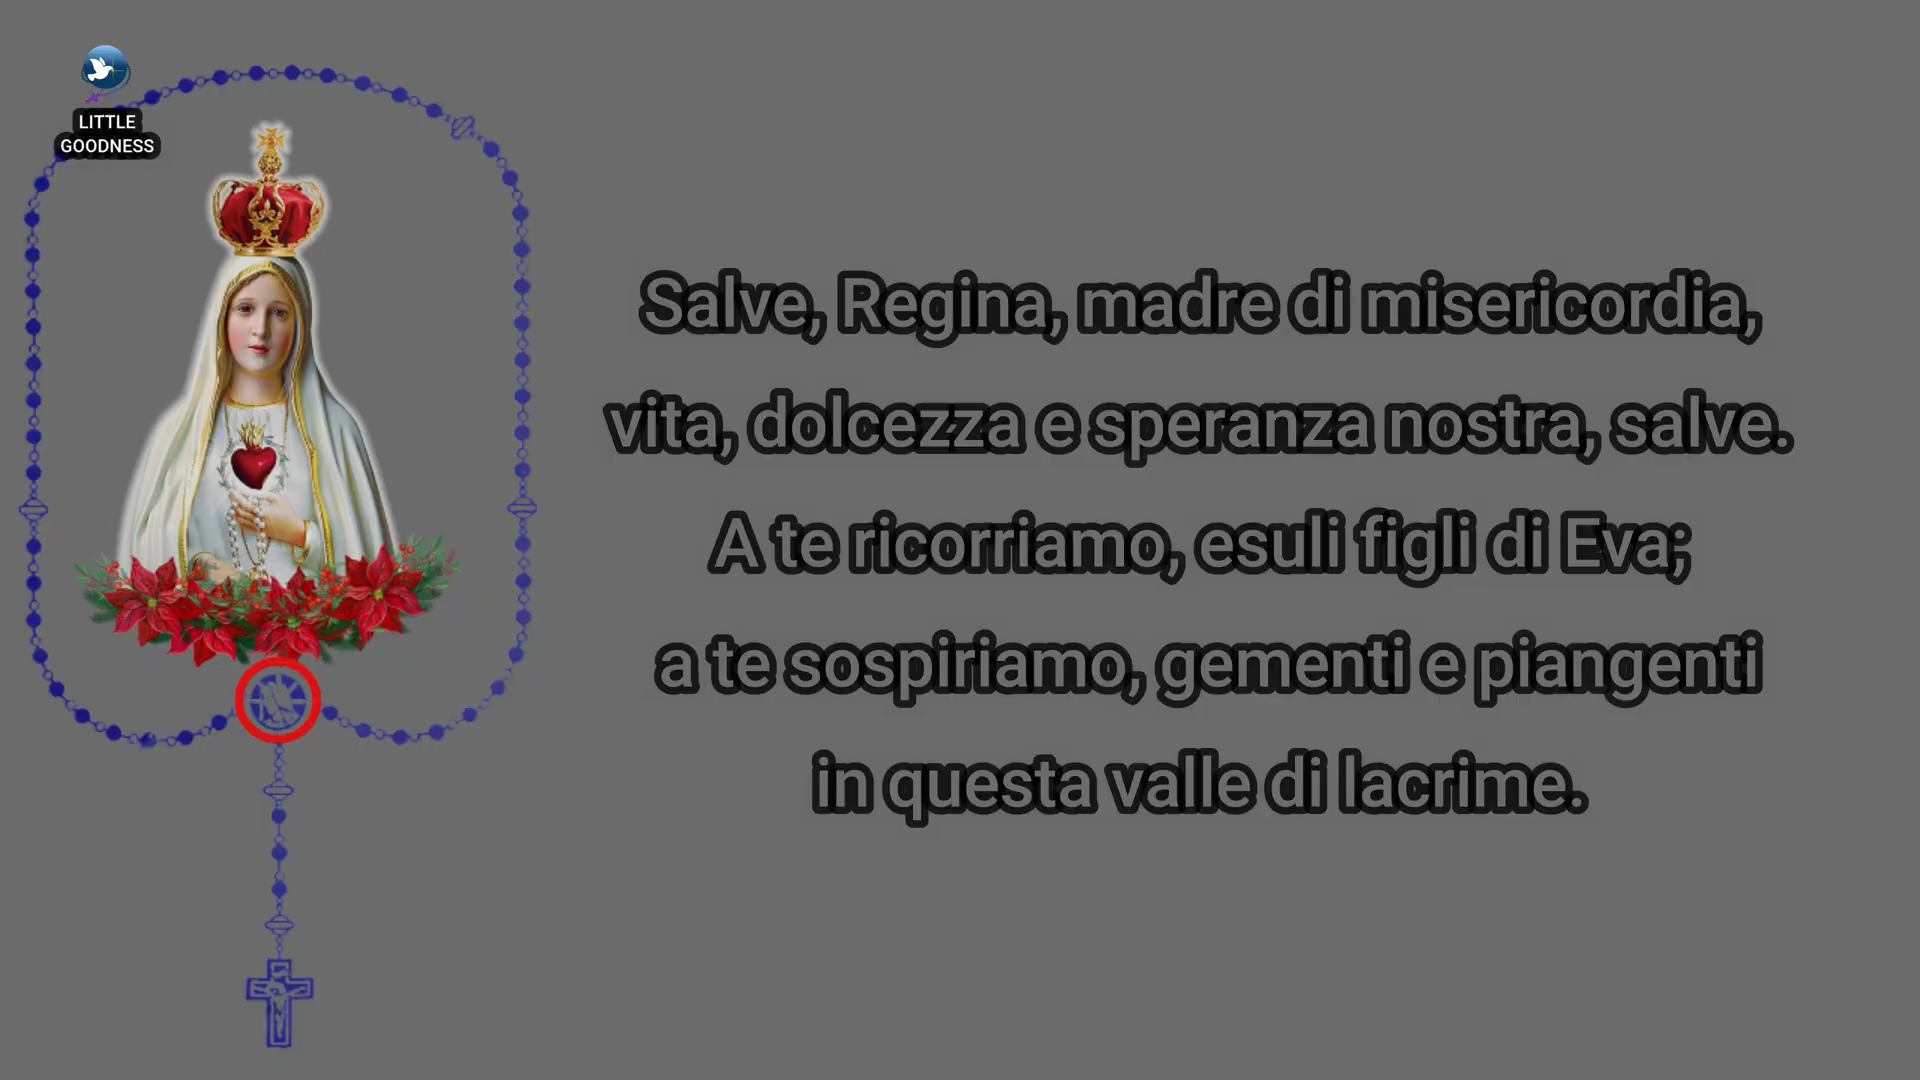 LITTLE
GOODNESS
Salve, Regina, madre di misericordia,
vita, dolcezza e speranza nostra, salve.
A te ricorriamo, esuli figli di Eva;
a te sospiriamo, gementi e piangenti
in questa valle di lacrime.